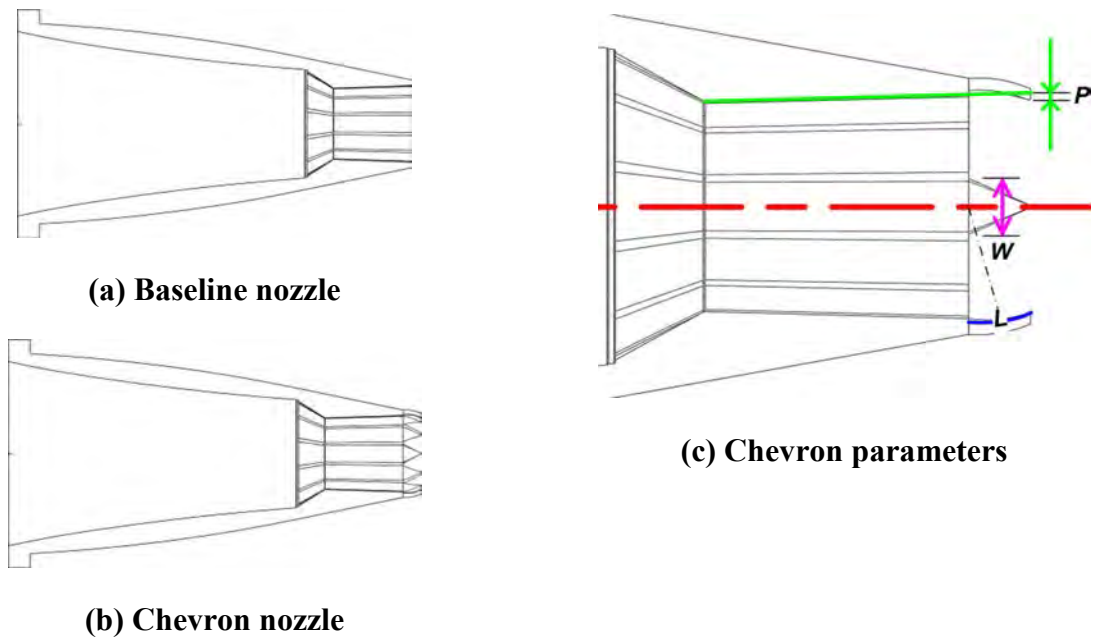 (a) Baseline nozzle
(b) Chevron nozzle
P
W
L
(c) Chevron parameters